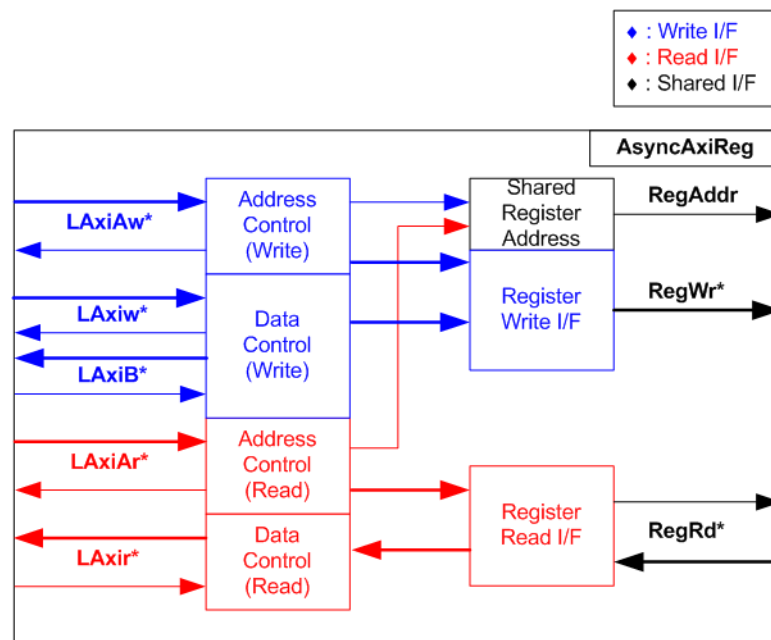 ♦ : Write I/F
♦ : Read I/F
♦ : Shared I/F
AsyncAxiReg
LAxiAw*
Address
Control
(Write)
Shared
Register
Address
RegAddr
LAxiw*
LAxiB*
Data
Control
(Write)
Register
Write I/F
RegWr*
LAxiAr*
Address
Control
(Read)
LAxir*
Data
Control
(Read)
Register
Read I/F
RegRd*